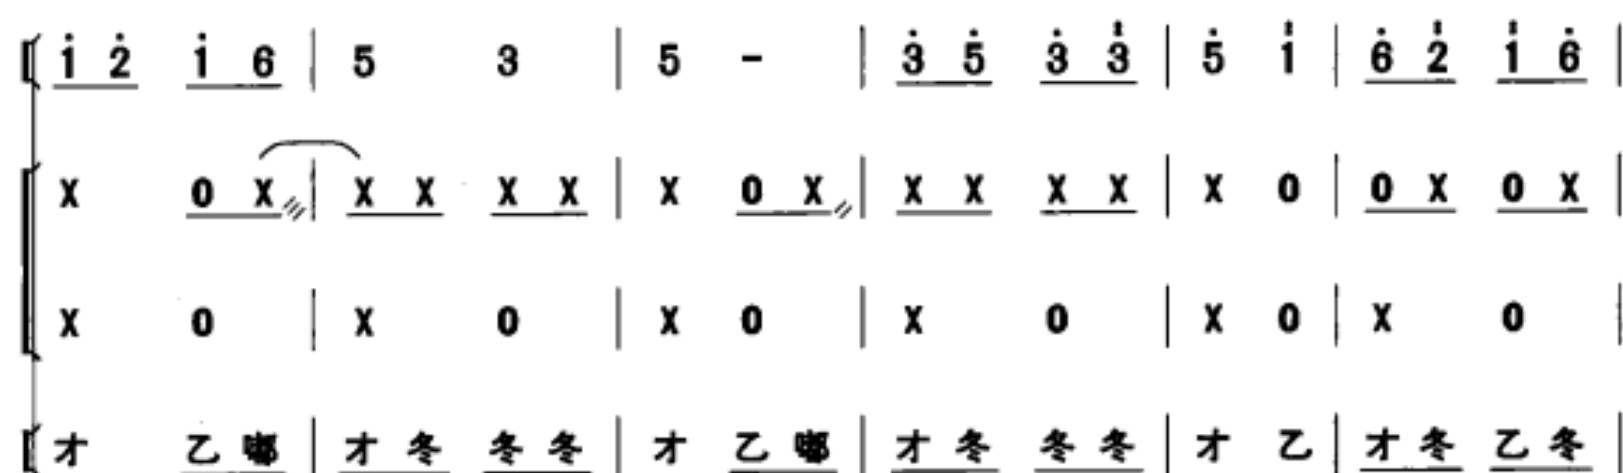 1̇ 2̇ 1̇ 6 | 5 3 | 5 - | 3̇ 5̇ 3̇ 3̈ | 5̇ 1̈ | 6̇ 2̈ 1̈ 6̇ |
X 0 X | X X X X | X 0 X | X X X X | X 0 | 0 X 0 X |
X 0 | X 0 | X 0 | X 0 | X 0 | X 0 |
才 乙 嘟 | 才 冬 冬 冬 | 才 乙 嘟 | 才 冬 冬 冬 | 才 乙 | 才 冬 乙 冬 |